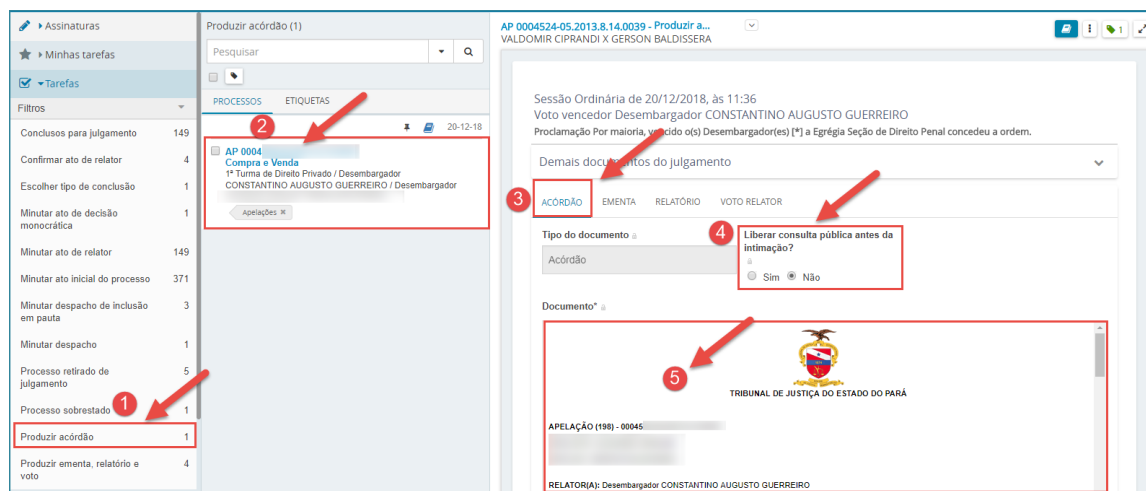 Assinaturas
Minhas tarefas
Tarefas
Filtros
Conclusos para julgamento 149
Confirmar ato de relator 4
Escolher tipo de conclusão 1
Minutar ato de decisão
monocrática 1
Minutar ato de relator 149
Minutar ato inicial do processo 371
Minutar despacho de inclusão
em pauta 3
Minutar despacho 1
Processo retirado de
julgamento 5
Processo sobrestado 1
1
Produzir acórdão 1
Produzir ementa, relatório e
voto 4
Produzir acórdão (1)
Pesquisar
PROCESSOS ETIQUETAS
2
20-12-18
AP 0004
Compra e Venda
1ª Turma de Direito Privado / Desembargador
CONSTANTINO AUGUSTO GUERREIRO / Desembargador
Apelações ×
AP 0004524-05.2013.8.14.0039 - Produzir a...
VALDOMIR CIPRANDI X GERSON BALDISSERA
1
Sessão Ordinária de 20/12/2018, às 11:36
Voto vencedor Desembargador CONSTANTINO AUGUSTO GUERREIRO
Proclamação Por maioria, vencido o(s) Desembargador(es) [*] a Egrégia Seção de Direito Penal concedeu a ordem.
Demais documentos do julgamento
3
ACÓRDÃO EMENTA RELATÓRIO VOTO RELATOR
Tipo do documento
Acórdão
4
Liberar consulta pública antes da
intimação?
Sim Não
Documento*
5
TRIBUNAL DE JUSTIÇA DO ESTADO DO PARÁ
APELAÇÃO (198) - 00045
RELATOR(A): Desembargador CONSTANTINO AUGUSTO GUERREIRO